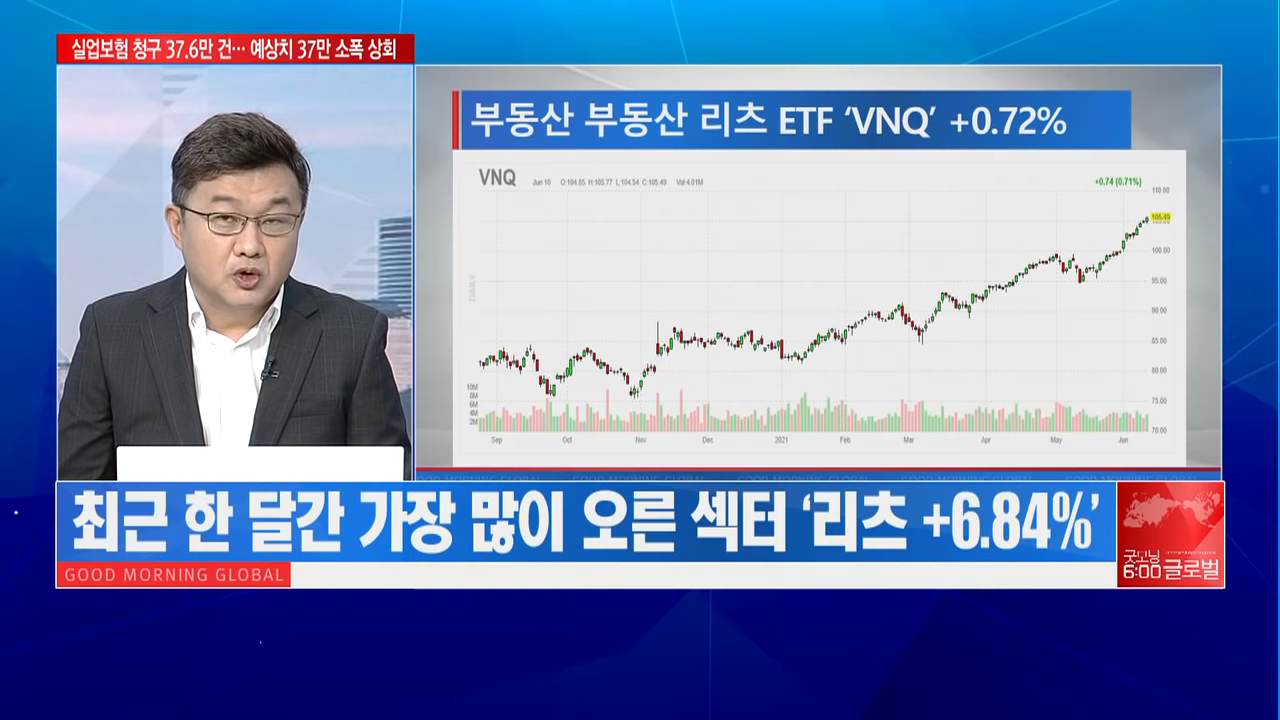 실업보험 청구 37.6만 건… 예상치 37만 소폭 상회
부동산 부동산 리츠 ETF ‘VNQ’ +0.72%
VNQ Jun 10 O:104.85 H:105.77 L:104.54 C:105.49 Vol:4.01M +0.74 (0.71%)
110.00
105.49
100.00
95.00
90.00
85.00
80.00
75.00
70.00
DAILY
10M
8M
6M
4M
2M
Sep Oct Nov Dec 2021 Feb Mar Apr May Jun
최근 한 달간 가장 많이 오른 섹터 ‘리츠 +6.84%’
GOOD MORNING GLOBAL
굿모닝
6:00 글로벌